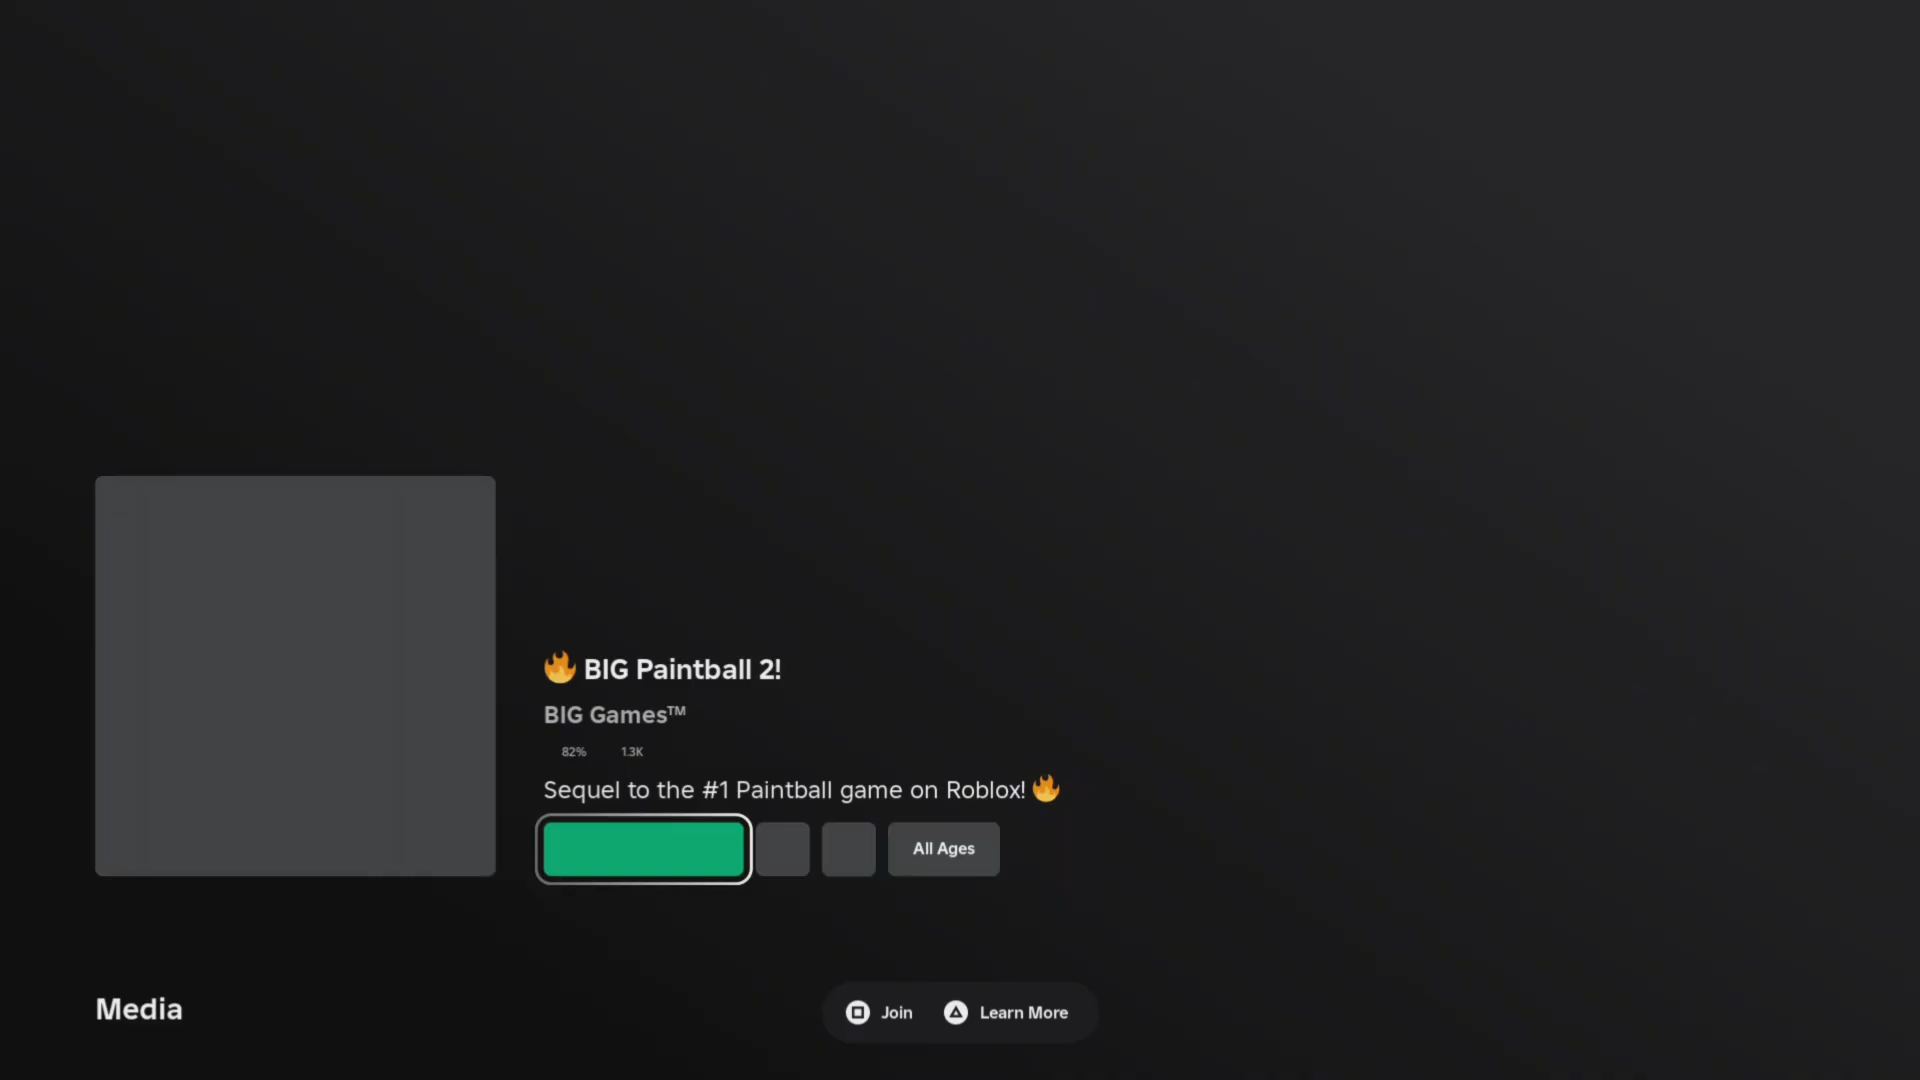 🔥 BIG Paintball 2!
BIG Games™
82% 1.3K
Sequel to the #1 Paintball game on Roblox! 🔥
All Ages
Media
Join Learn More